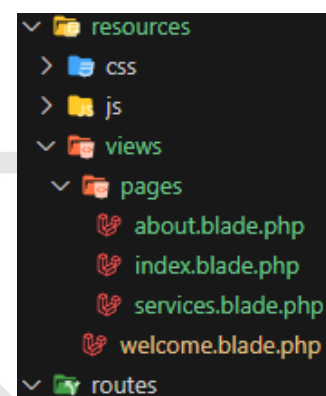 resources
css
js
views
pages
about.blade.php
index.blade.php
services.blade.php
welcome.blade.php
routes